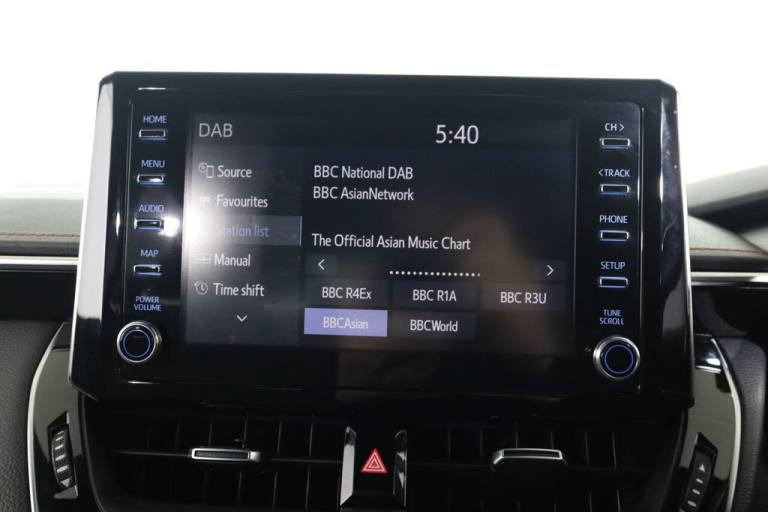 HOME
MENU
AUDIO
MAP
POWER
VOLUME
DAB
5:40
Source
Favourites
Station list
Manual
Time shift
BBC National DAB
BBC AsianNetwork
The Official Asian Music Chart
BBC R4Ex
BBC R1A
BBC R3U
BBCAsian
BBCWorld
CH >
< TRACK
PHONE
SETUP
TUNE
SCROLL